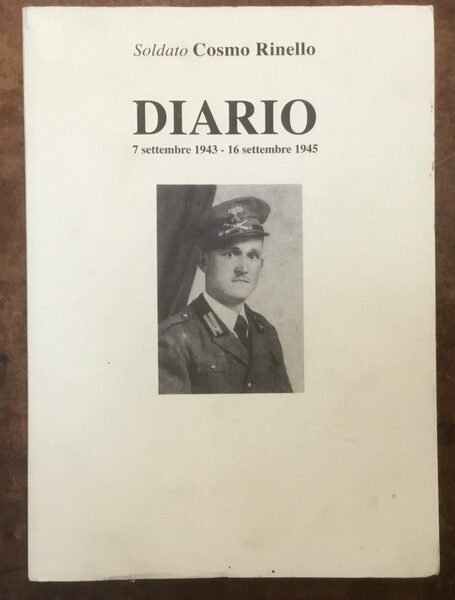 Soldato Cosmo Rinello
DIARIO
7 settembre 1943 - 16 settembre 1945